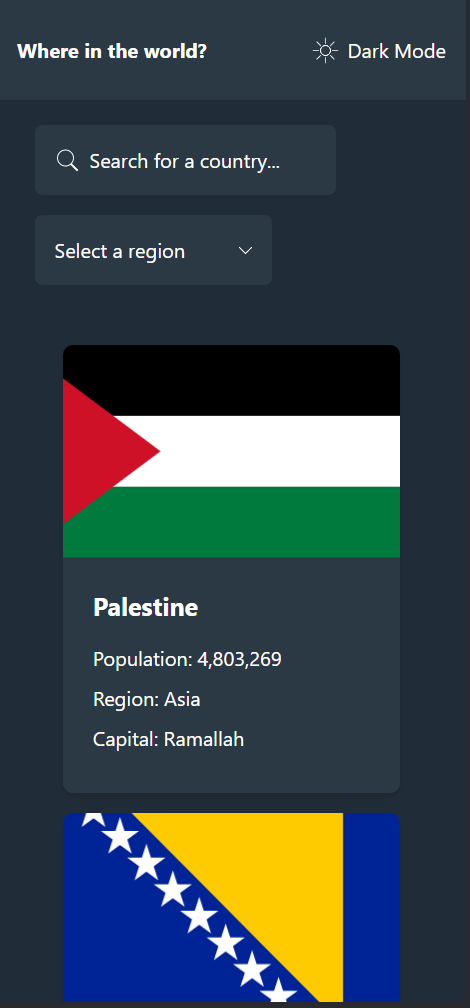 Where in the world?
Dark Mode
Search for a country...
Select a region
Palestine
Population: 4,803,269
Region: Asia
Capital: Ramallah